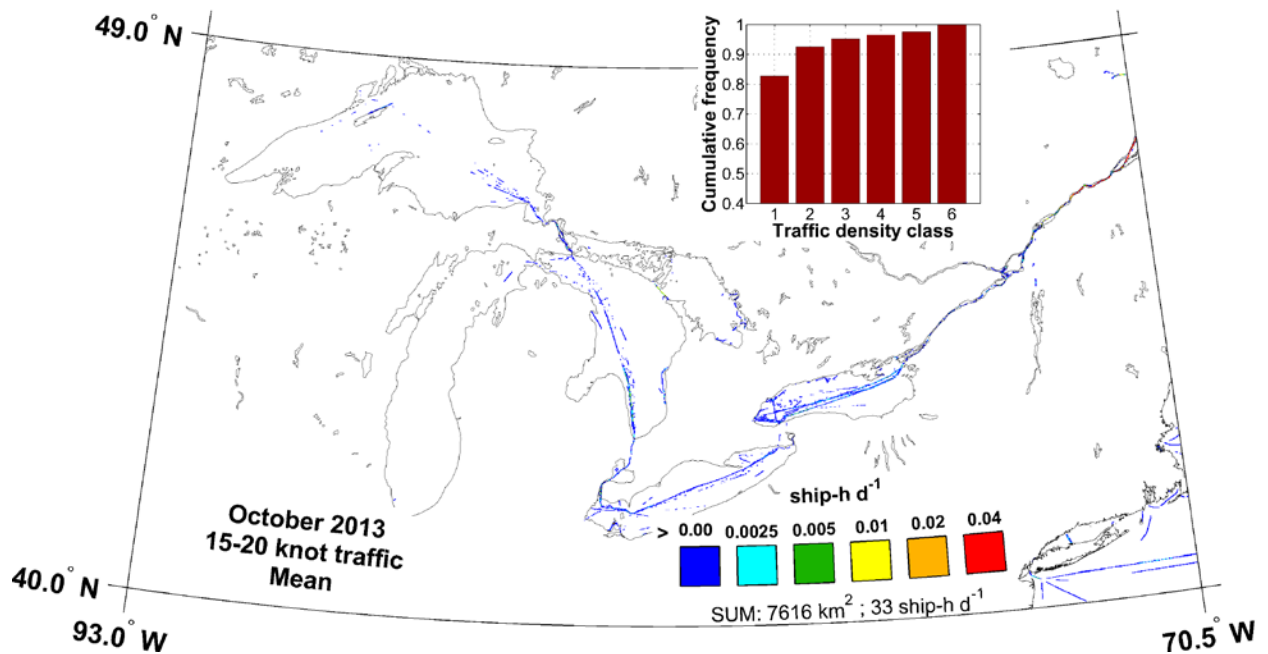 49.0° N
1
0.9
0.8
0.7
0.6
0.5
0.4
Cumulative frequency
1 2 3 4 5 6
Traffic density class
October 2013
15-20 knot traffic
Mean
ship-h d⁻¹
> 0.00 0.0025 0.005 0.01 0.02 0.04
SUM: 7616 km² ; 33 ship-h d⁻¹
40.0° N
93.0° W
70.5° W